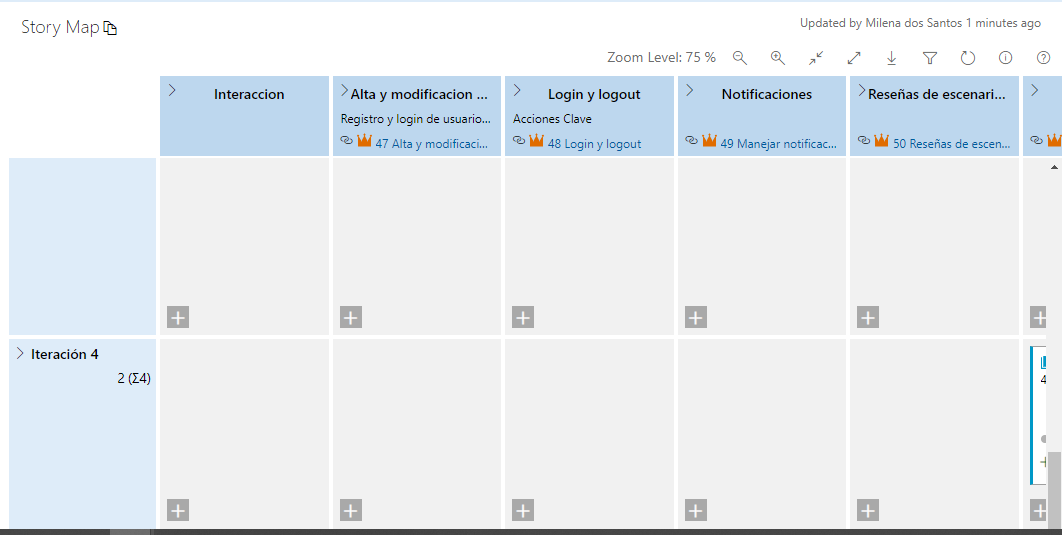 Story Map
Updated by Milena dos Santos 1 minutes ago
Zoom Level: 75 %
Interaccion
Alta y modificacion ...
Registro y login de usuario...
47 Alta y modificaci...
Login y logout
Acciones Clave
48 Login y logout
Notificaciones
49 Manejar notificac...
Reseñas de escenari...
50 Reseñas de escen...
Iteración 4
2 (Σ4)
4